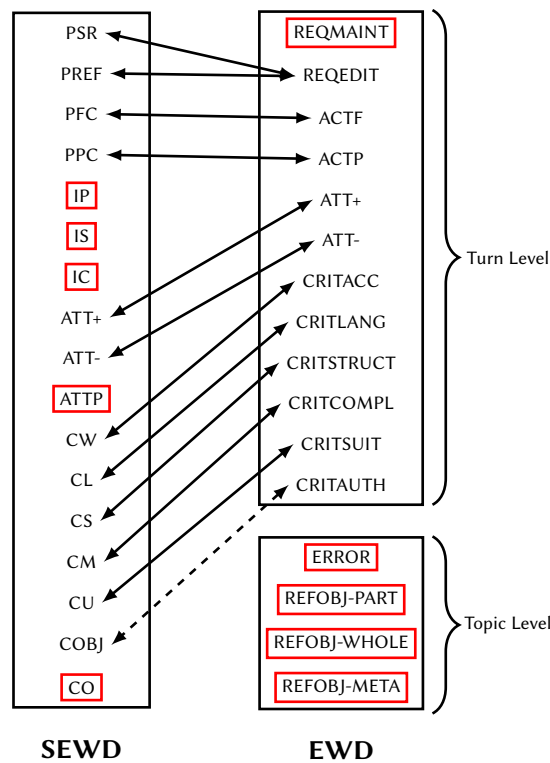 PSR
PREF
PFC
PPC
IP
IS
IC
ATT+
ATT-
ATTP
CW
CL
CS
CM
CU
COBJ
CO
SEWD
REQMAINT
REQEDIT
ACTF
ACTP
ATT+
ATT-
CRITACC
CRITLANG
CRITSTRUCT
CRITCOMPL
CRITSUIT
CRITAUTH
ERROR
REFOBJ-PART
REFOBJ-WHOLE
REFOBJ-META
EWD
Turn Level
Topic Level